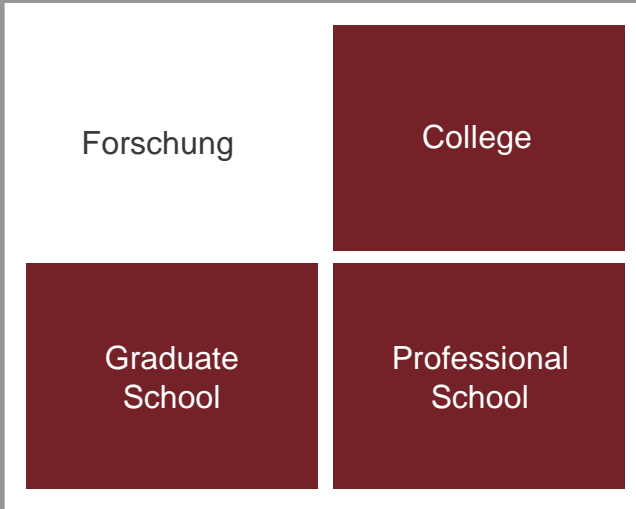 Forschung
College
Graduate
School
Professional
School